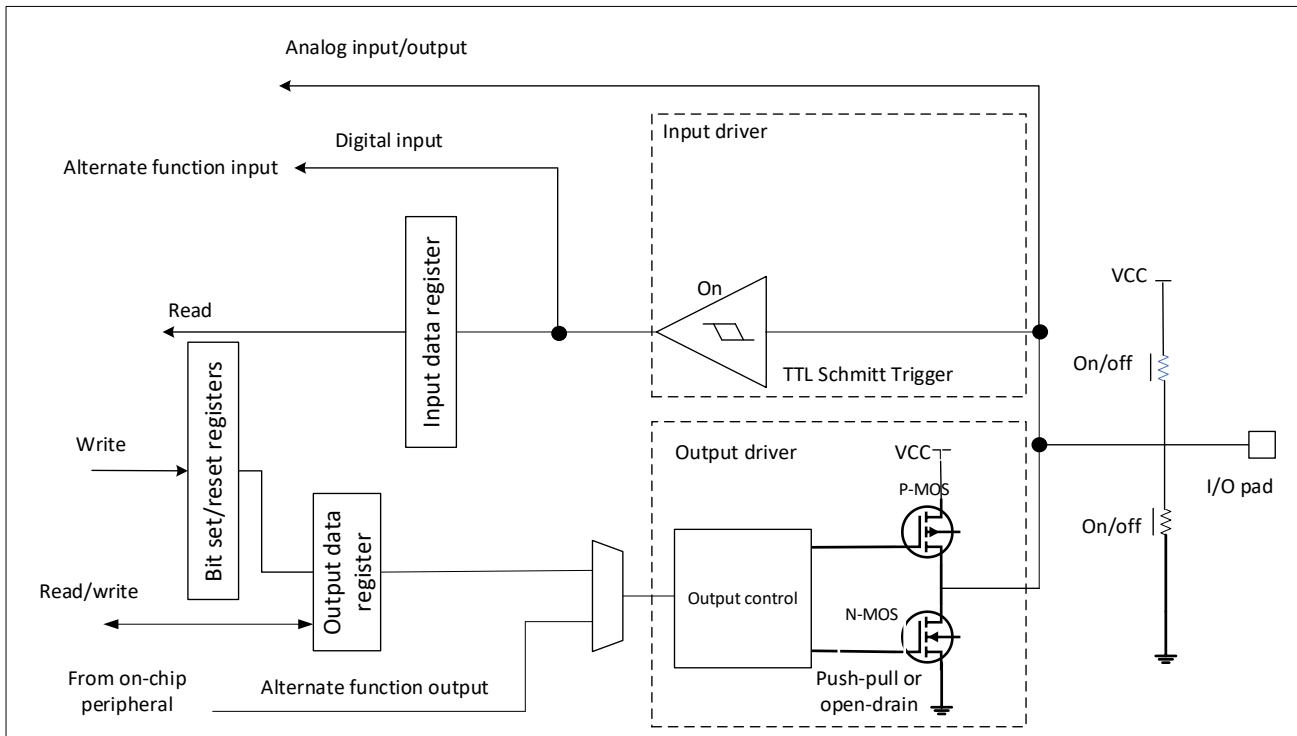 Analog input/output
Input driver
Digital input
Alternate function input
On
TTL Schmitt Trigger
Input data register
Read
VCC
On/off
Bit set/reset registers
Write
Output driver
VCC
P-MOS
I/O pad
On/off
Output data
register
Read/write
Output control
N-MOS
Push-pull or
open-drain
From on-chip
peripheral
Alternate function output